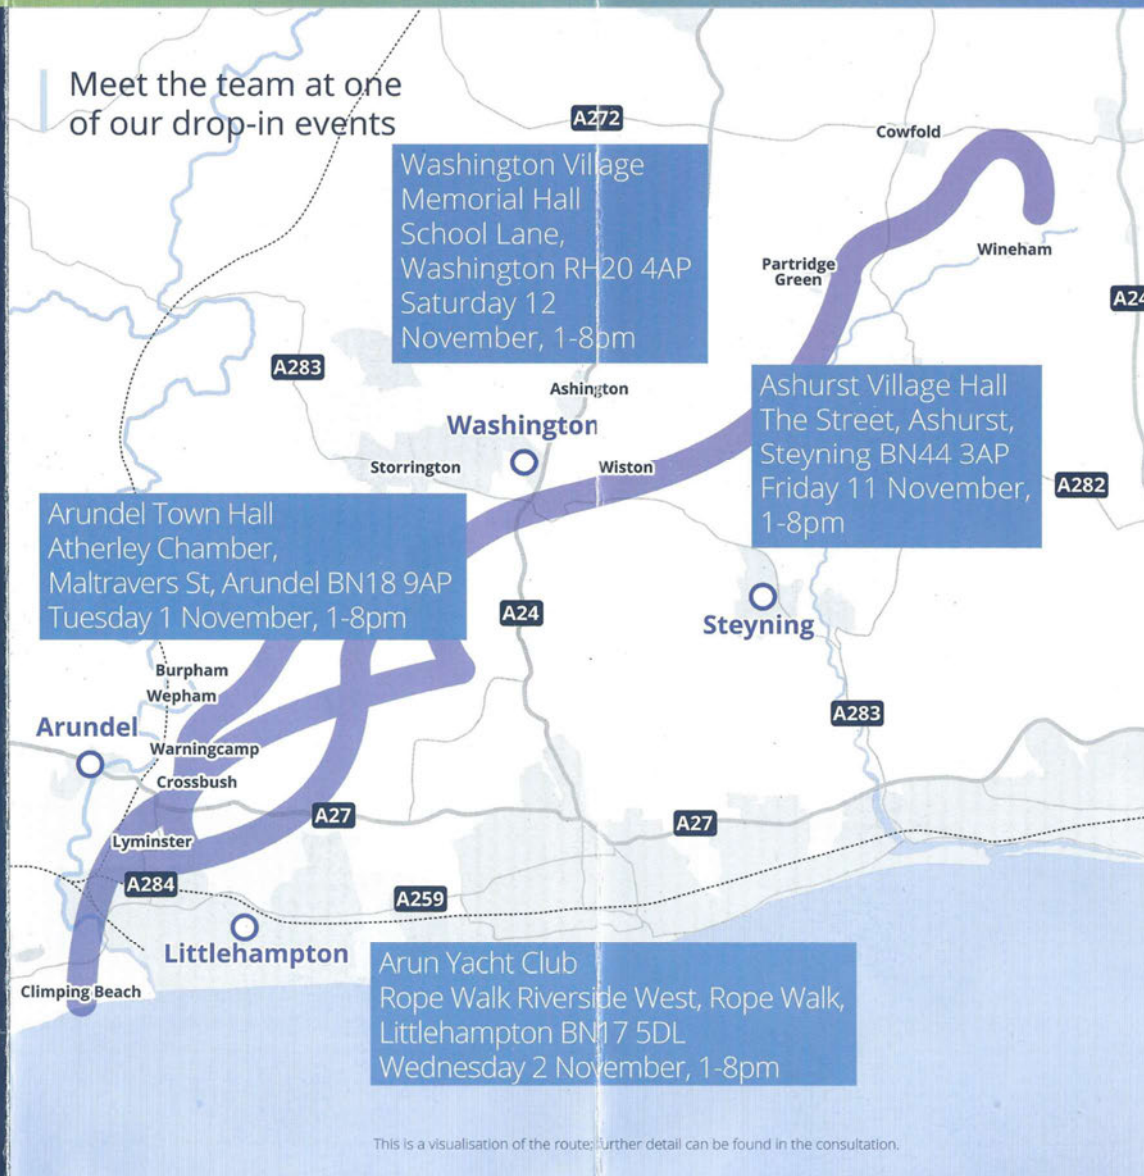 Meet the team at one
of our drop-in events
A272
Cowfold
Washington Village
Memorial Hall
School Lane,
Washington RH20 4AP
Saturday 12
November, 1-8pm
Wineham
Partridge
Green
A24
A283
Ashington
Washington
Storrington
Wiston
Ashurst Village Hall
The Street, Ashurst,
Steyning BN44 3AP
Friday 11 November,
1-8pm
A282
Arundel Town Hall
Atherley Chamber,
Maltravers St, Arundel BN18 9AP
Tuesday 1 November, 1-8pm
A24
Steyning
Burpham
Wepham
Arundel
A283
Warningcamp
Crossbush
A27
A27
Lyminster
A284
A259
Littlehampton
Climping Beach
Arun Yacht Club
Rope Walk Riverside West, Rope Walk,
Littlehampton BN17 5DL
Wednesday 2 November, 1-8pm
This is a visualisation of the route; further detail can be found in the consultation.